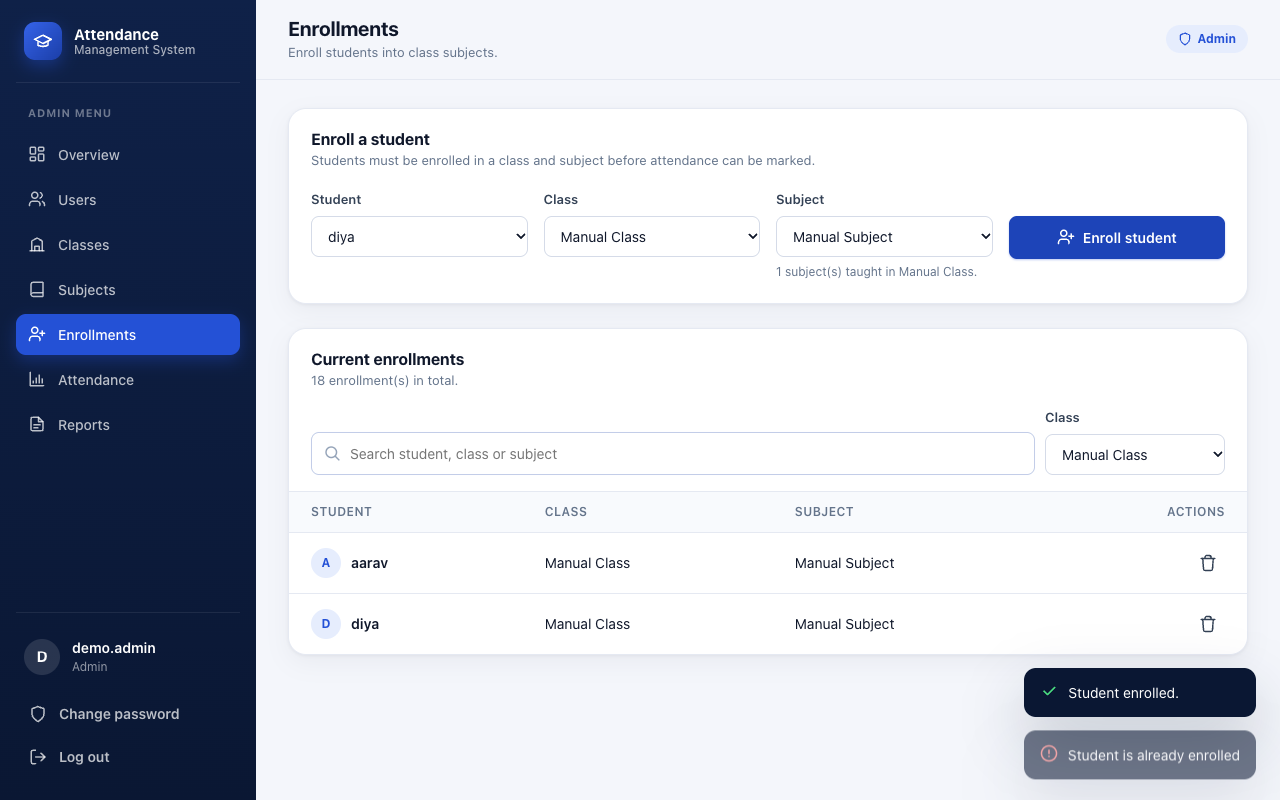 Attendance
Management System
ADMIN MENU
Overview
Users
Classes
Subjects
Enrollments
Attendance
Reports
D
demo.admin
Admin
Change password
Log out
Enrollments
Enroll students into class subjects.
Admin
Enroll a student
Students must be enrolled in a class and subject before attendance can be marked.
Student
Class
Subject
diya
Manual Class
Manual Subject
Enroll student
1 subject(s) taught in Manual Class.
Current enrollments
18 enrollment(s) in total.
Class
Search student, class or subject
Manual Class
STUDENT CLASS SUBJECT ACTIONS
A aarav Manual Class Manual Subject
D diya Manual Class Manual Subject
Student enrolled.
Student is already enrolled